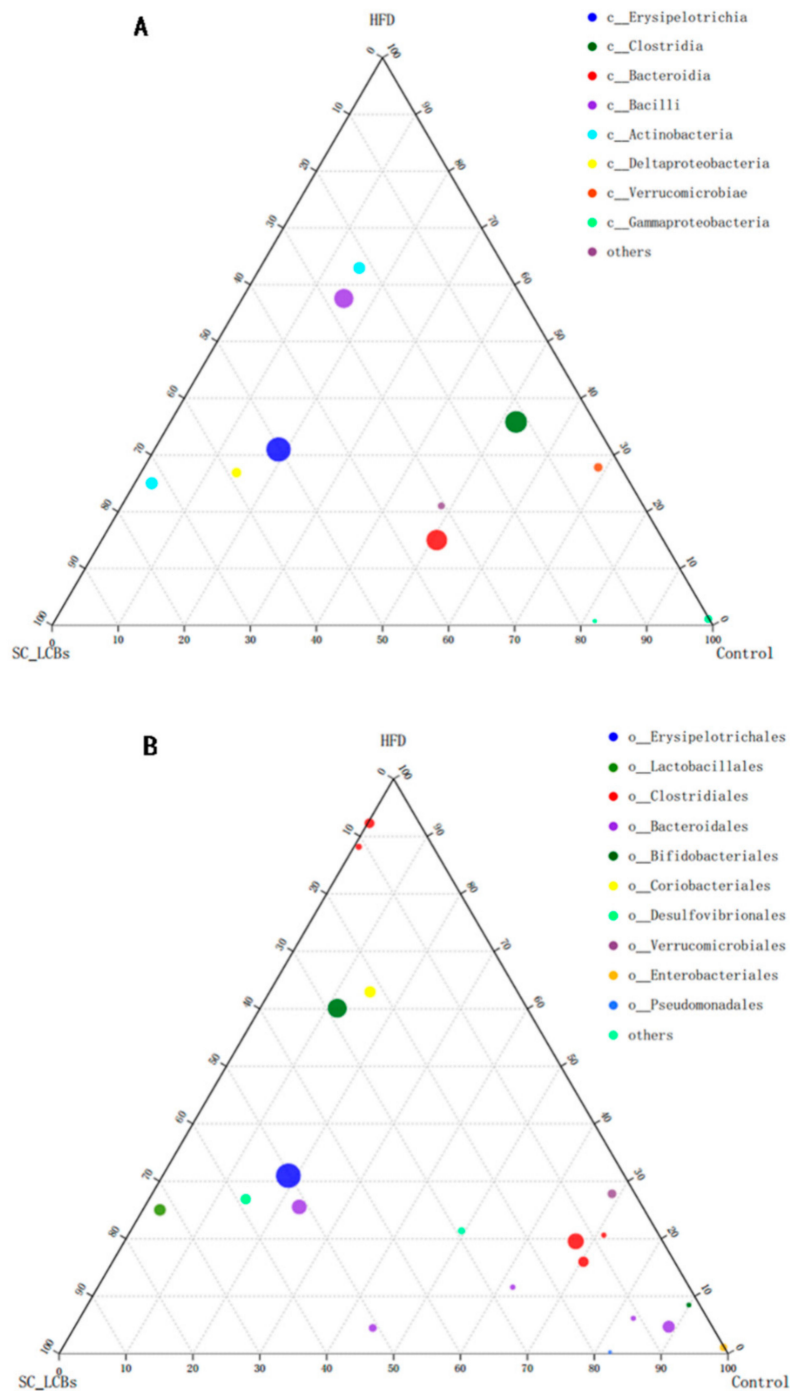 A
HFD
c__Erysipelotrichia
c__Clostridia
c__Bacteroidia
c__Bacilli
c__Actinobacteria
c__Deltaproteobacteria
c__Verrucomicrobiae
c__Gammaproteobacteria
others
0 100
10 90
20 80
30 70
40 60
50 50
60 40
70 30
80 20
90 10
100 0
0 10 20 30 40 50 60 70 80 90 100
SC_LCBs Control
B
HFD
o__Erysipelotrichales
o__Lactobacillales
o__Clostridiales
o__Bacteroidales
o__Bifidobacteriales
o__Coriobacteriales
o__Desulfovibrionales
o__Verrucomicrobiales
o__Enterobacteriales
o__Pseudomonadales
others
0 100
10 90
20 80
30 70
40 60
50 50
60 40
70 30
80 20
90 10
100 0
0 10 20 30 40 50 60 70 80 90 100
SC_LCBs Control